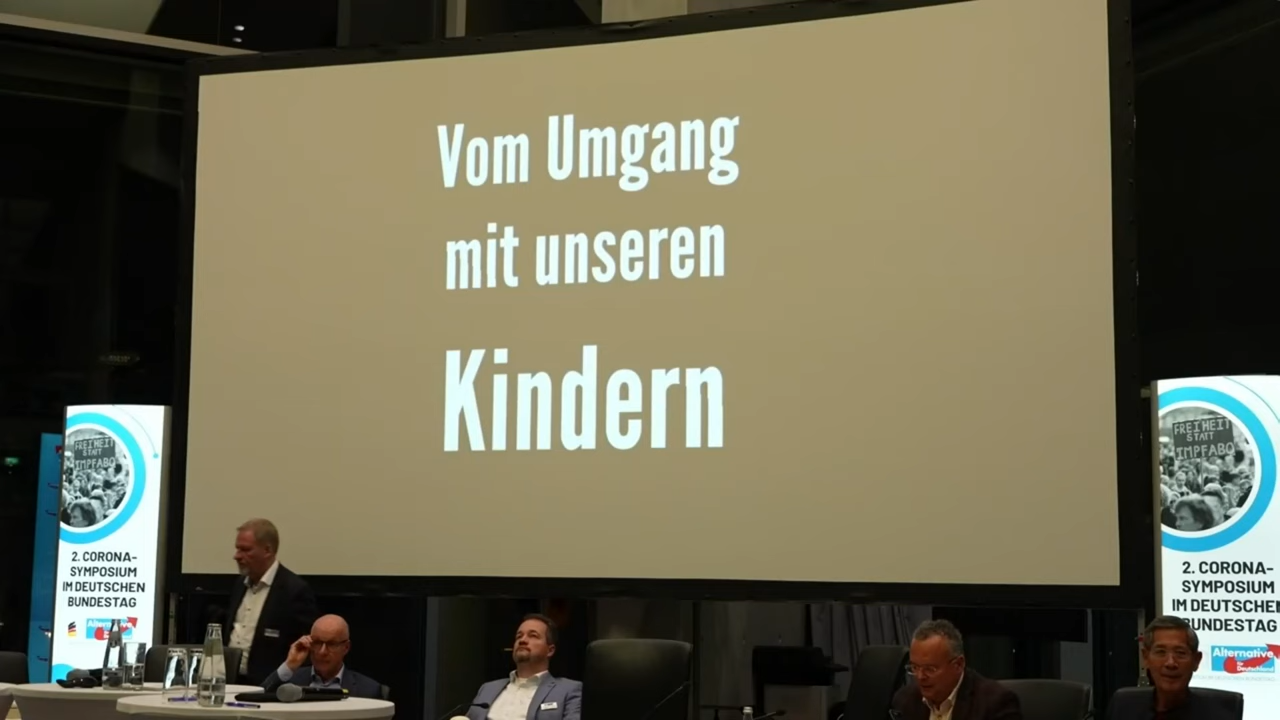 Vom Umgang
mit unseren
Kindern
FREIHEIT
STATT
IMPFABO
2. CORONA-
SYMPOSIUM
IM DEUTSCHEN
BUNDESTAG
Alternative
FREIHEIT
STATT
IMPFABO
2. CORONA-
SYMPOSIUM
IM DEUTSCHEN
BUNDESTAG
Alternative
für
Deutschland